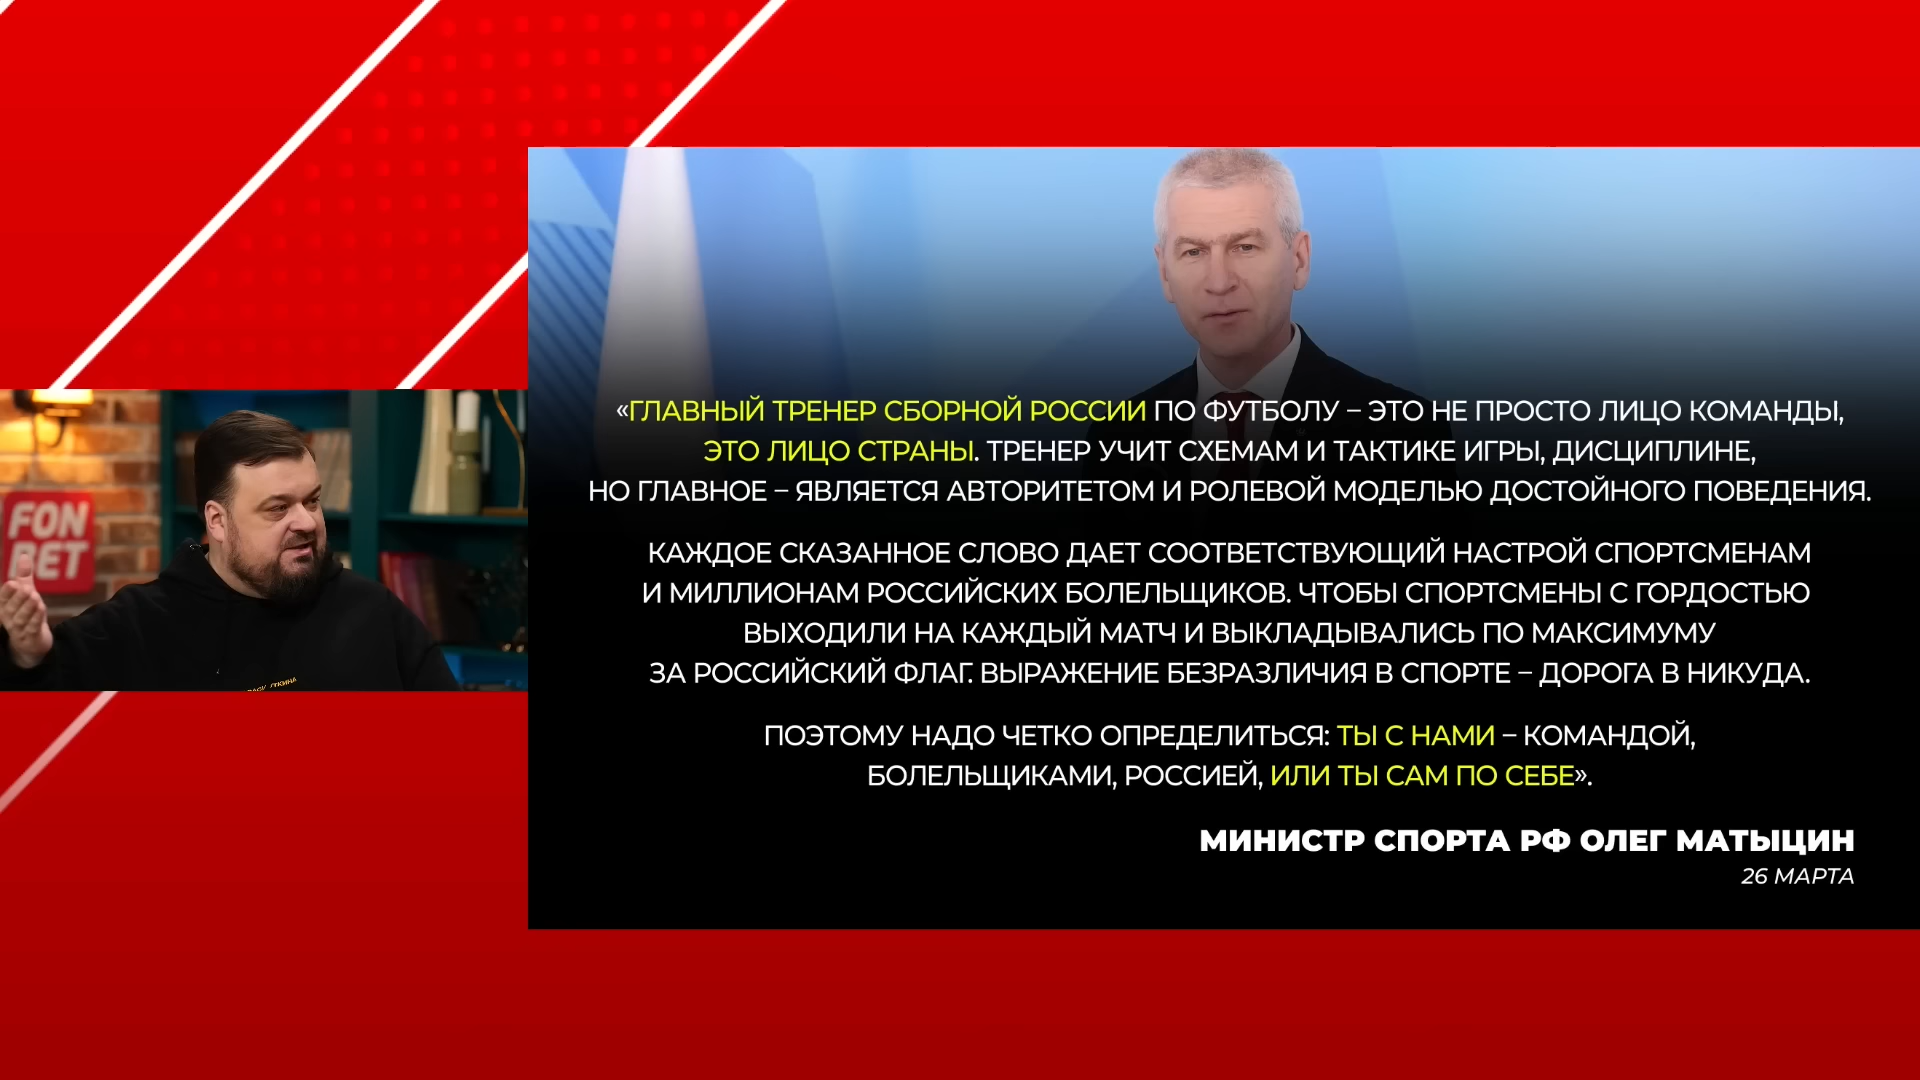 «ГЛАВНЫЙ ТРЕНЕР СБОРНОЙ РОССИИ ПО ФУТБОЛУ – ЭТО НЕ ПРОСТО ЛИЦО КОМАНДЫ,
ЭТО ЛИЦО СТРАНЫ. ТРЕНЕР УЧИТ СХЕМАМ И ТАКТИКЕ ИГРЫ, ДИСЦИПЛИНЕ,
НО ГЛАВНОЕ – ЯВЛЯЕТСЯ АВТОРИТЕТОМ И РОЛЕВОЙ МОДЕЛЬЮ ДОСТОЙНОГО ПОВЕДЕНИЯ.
КАЖДОЕ СКАЗАННОЕ СЛОВО ДАЕТ СООТВЕТСТВУЮЩИЙ НАСТРОЙ СПОРТСМЕНАМ
И МИЛЛИОНАМ РОССИЙСКИХ БОЛЕЛЬЩИКОВ. ЧТОБЫ СПОРТСМЕНЫ С ГОРДОСТЬЮ
ВЫХОДИЛИ НА КАЖДЫЙ МАТЧ И ВЫКЛАДЫВАЛИСЬ ПО МАКСИМУМУ
ЗА РОССИЙСКИЙ ФЛАГ. ВЫРАЖЕНИЕ БЕЗРАЗЛИЧИЯ В СПОРТЕ – ДОРОГА В НИКУДА.
ПОЭТОМУ НАДО ЧЕТКО ОПРЕДЕЛИТЬСЯ: ТЫ С НАМИ – КОМАНДОЙ,
БОЛЕЛЬЩИКАМИ, РОССИЕЙ, ИЛИ ТЫ САМ ПО СЕБЕ».
МИНИСТР СПОРТА РФ ОЛЕГ МАТЫЦИН
26 МАРТА
FON
BET